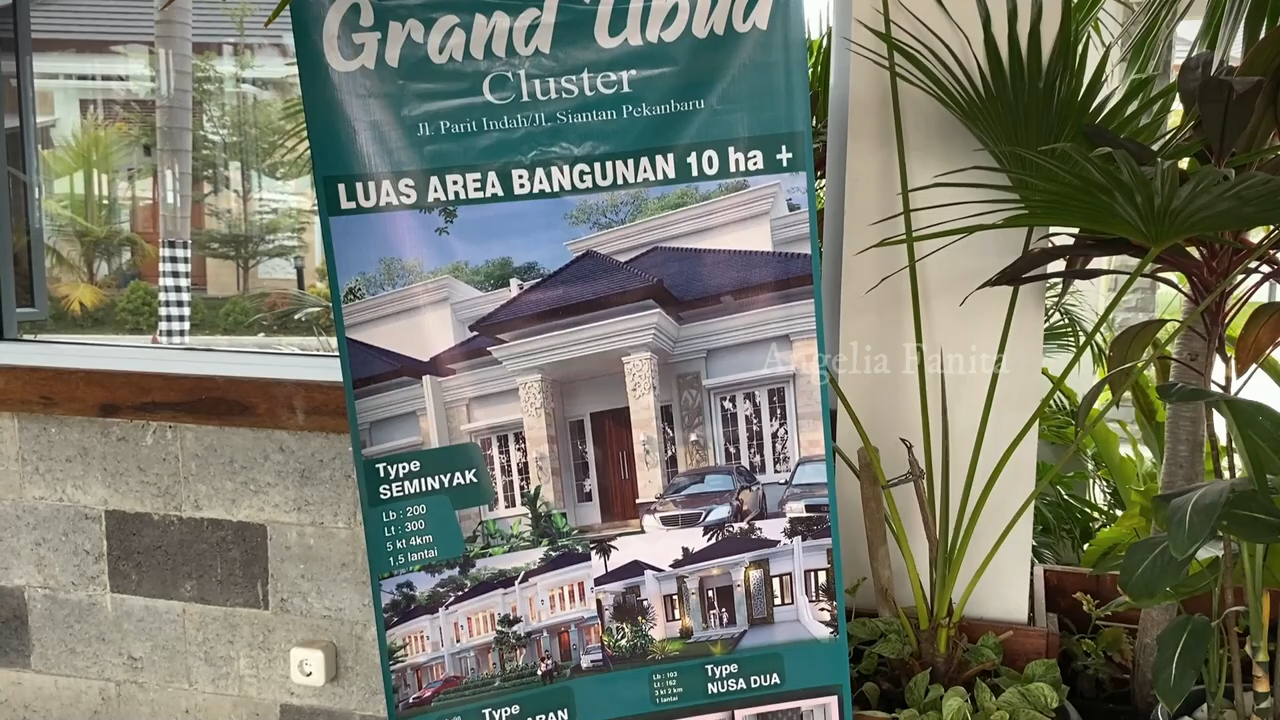 Grand Ubud
Cluster
Jl. Parit Indah/Jl. Siantan Pekanbaru
LUAS AREA BANGUNAN 10 ha +
Angelia Fanita
Type
SEMINYAK
Lb : 200
Lt : 300
5 kt 4km
1,5 lantai
Lb : 103
Lt : 162
3 kt 2 km
1 lantai
Type
NUSA DUA
Type